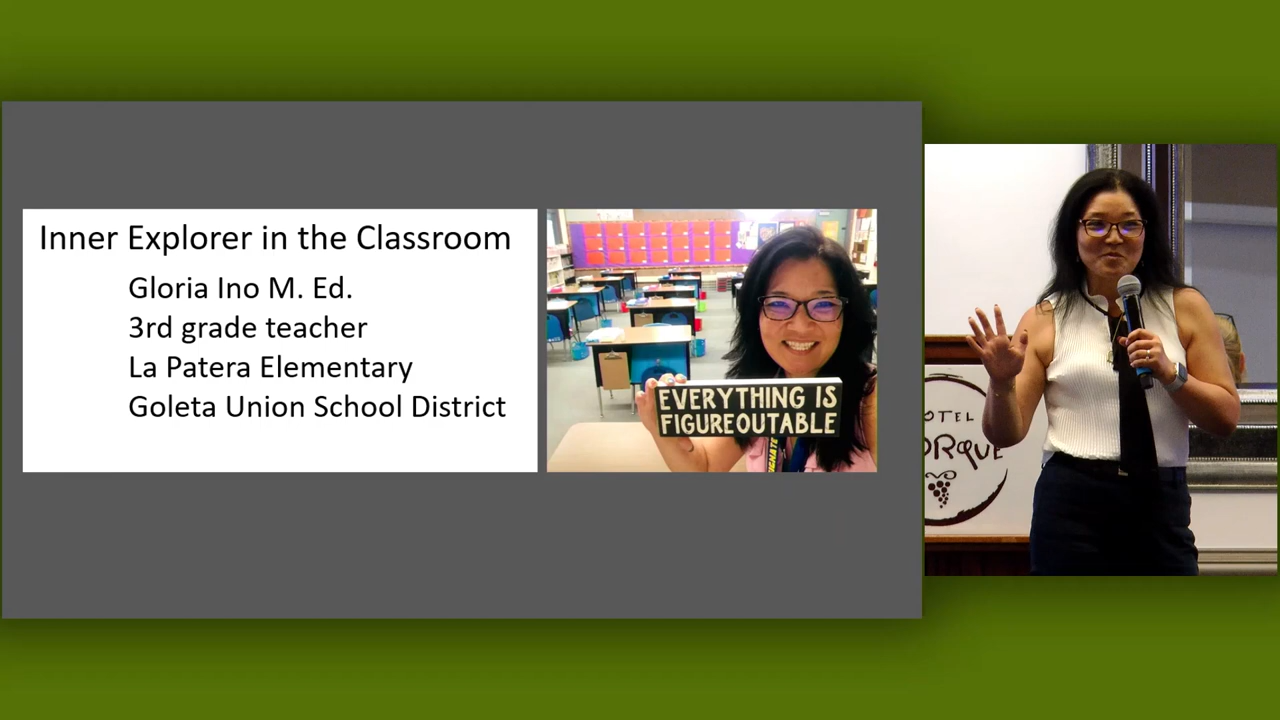 Inner Explorer in the Classroom
Gloria Ino M. Ed.
3rd grade teacher
La Patera Elementary
Goleta Union School District
EVERYTHING IS
FIGUREOUTABLE